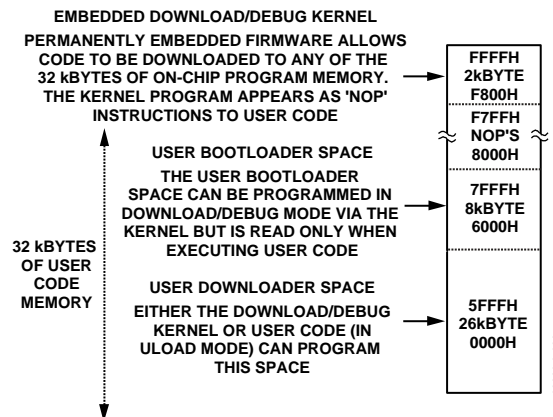 EMBEDDED DOWNLOAD/DEBUG KERNEL
PERMANENTLY EMBEDDED FIRMWARE ALLOWS
CODE TO BE DOWNLOADED TO ANY OF THE
32 kBYTES OF ON-CHIP PROGRAM MEMORY.
THE KERNEL PROGRAM APPEARS AS 'NOP'
INSTRUCTIONS TO USER CODE
FFFFH
2kBYTE
F800H
F7FFH
NOP'S
8000H
USER BOOTLOADER SPACE
THE USER BOOTLOADER
SPACE CAN BE PROGRAMMED IN
DOWNLOAD/DEBUG MODE VIA THE
KERNEL BUT IS READ ONLY WHEN
EXECUTING USER CODE
7FFFH
8kBYTE
6000H
32 kBYTES
OF USER
CODE
MEMORY
USER DOWNLOADER SPACE
EITHER THE DOWNLOAD/DEBUG
KERNEL OR USER CODE (IN
ULOAD MODE) CAN PROGRAM
THIS SPACE
5FFFH
26kBYTE
0000H